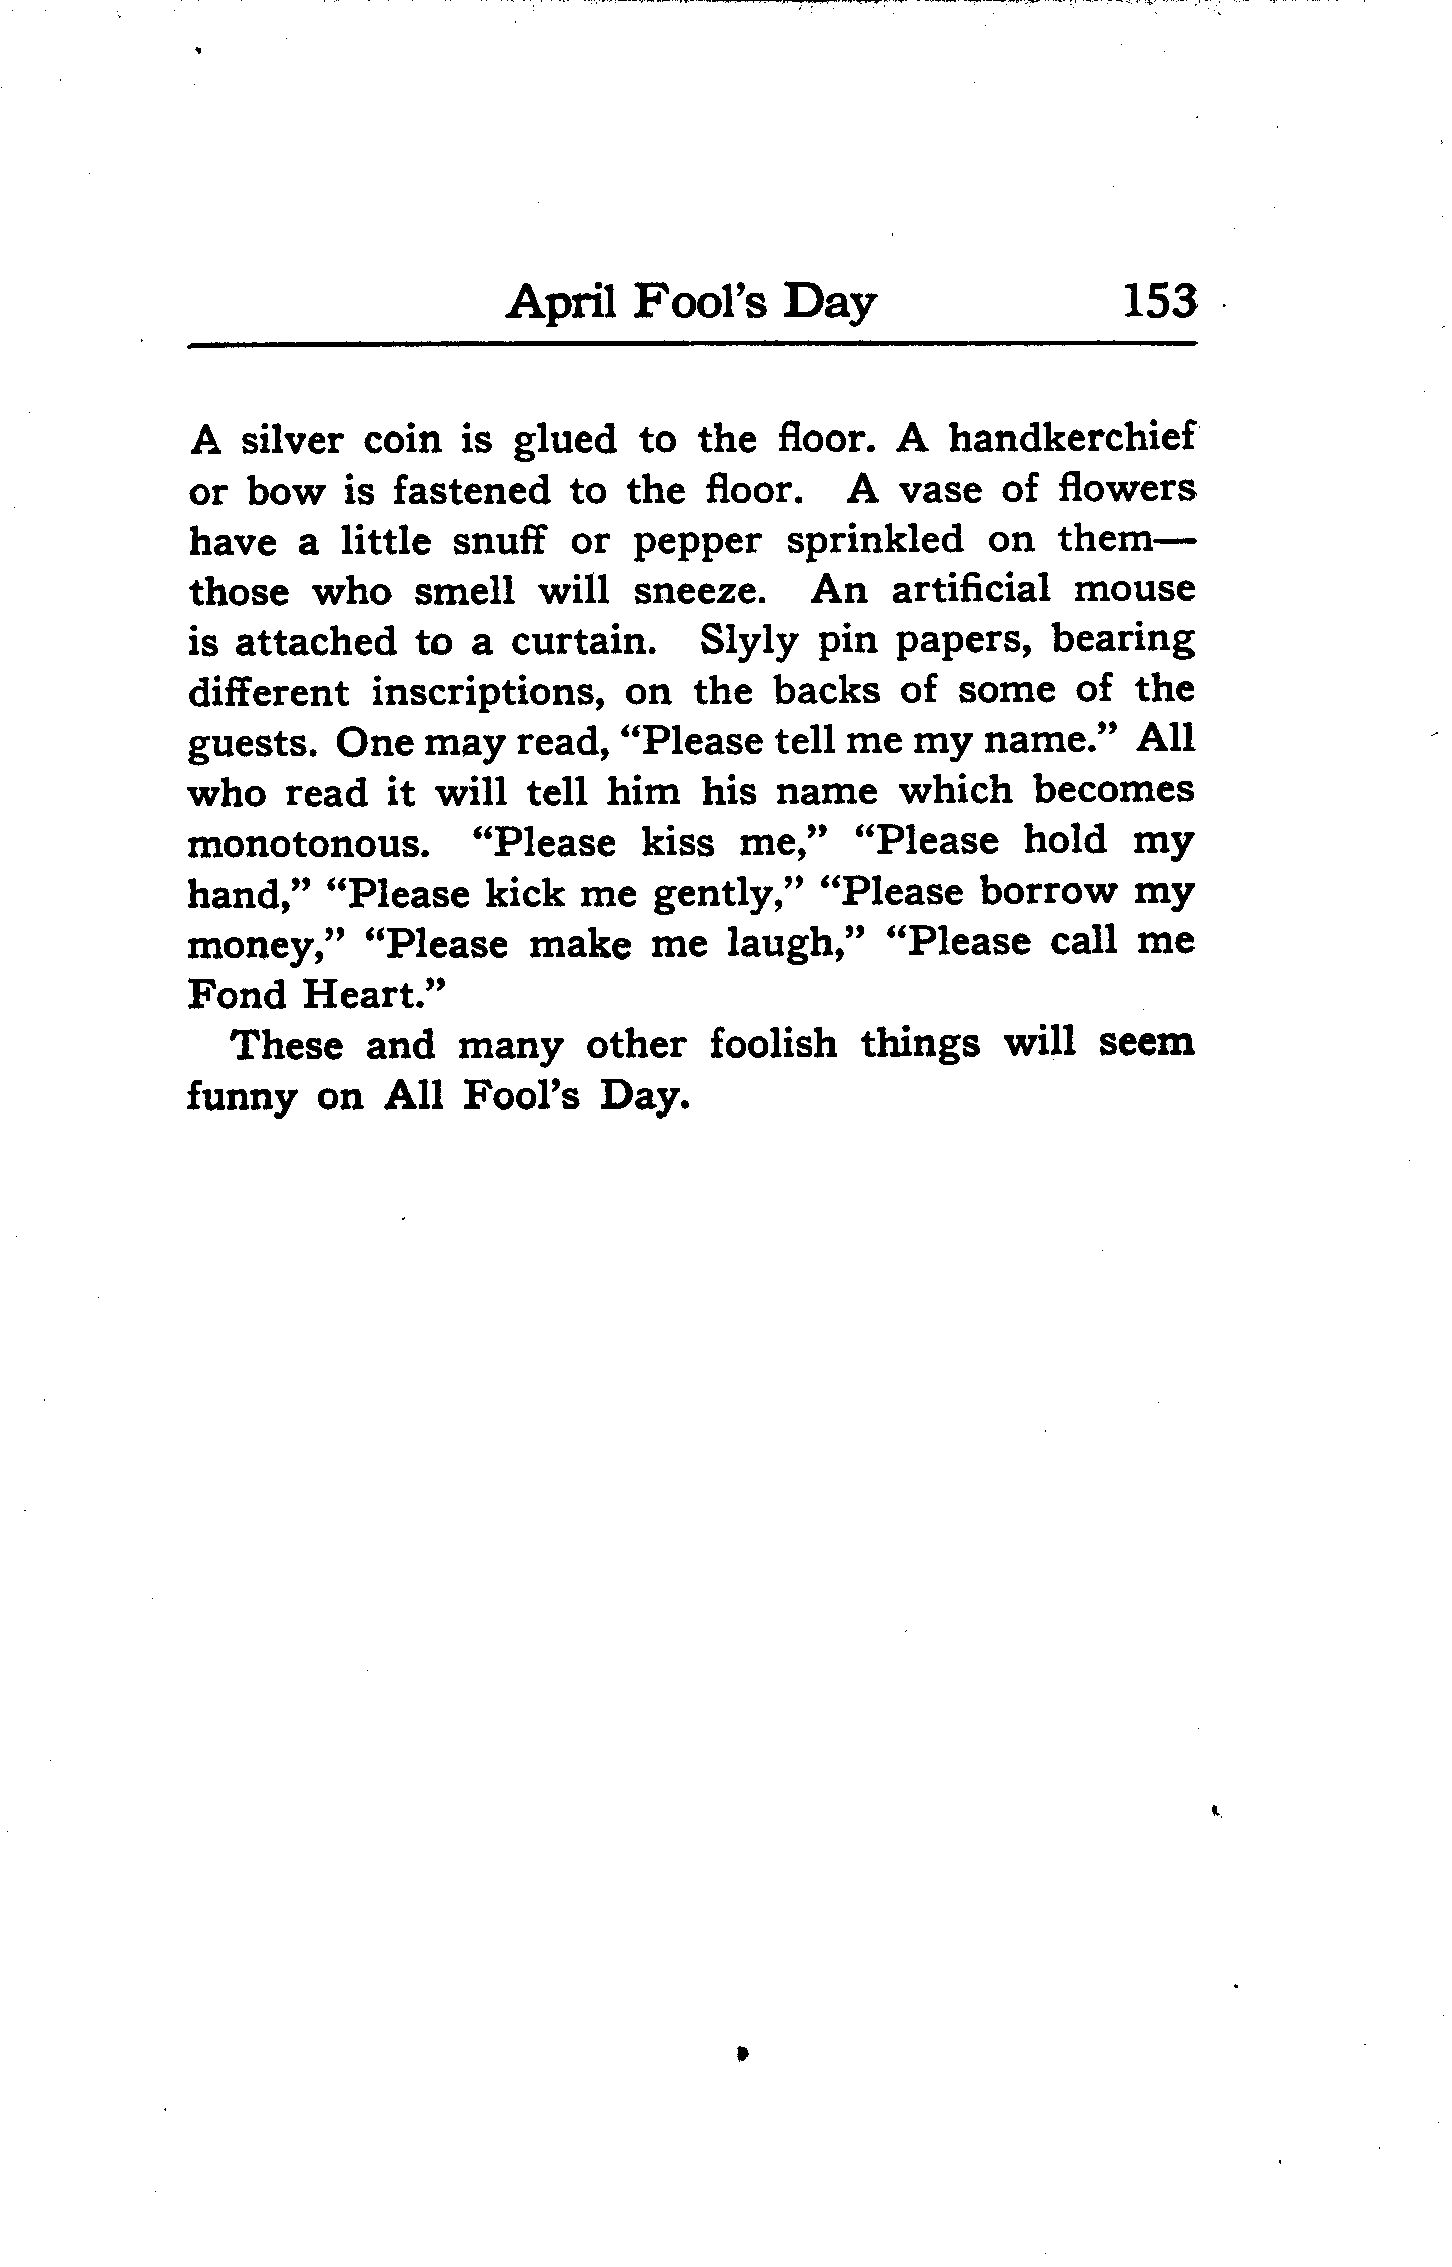 April Fool's Day 153
A silver coin is glued to the floor. A handkerchief
or bow is fastened to the floor. A vase of flowers
have a little snuff or pepper sprinkled on them—
those who smell will sneeze. An artificial mouse
is attached to a curtain. Slyly pin papers, bearing
different inscriptions, on the backs of some of the
guests. One may read, “Please tell me my name.” All
who read it will tell him his name which becomes
monotonous. “Please kiss me,” “Please hold my
hand,” “Please kick me gently,” “Please borrow my
money,” “Please make me laugh,” “Please call me
Fond Heart.”
These and many other foolish things will seem
funny on All Fool's Day.